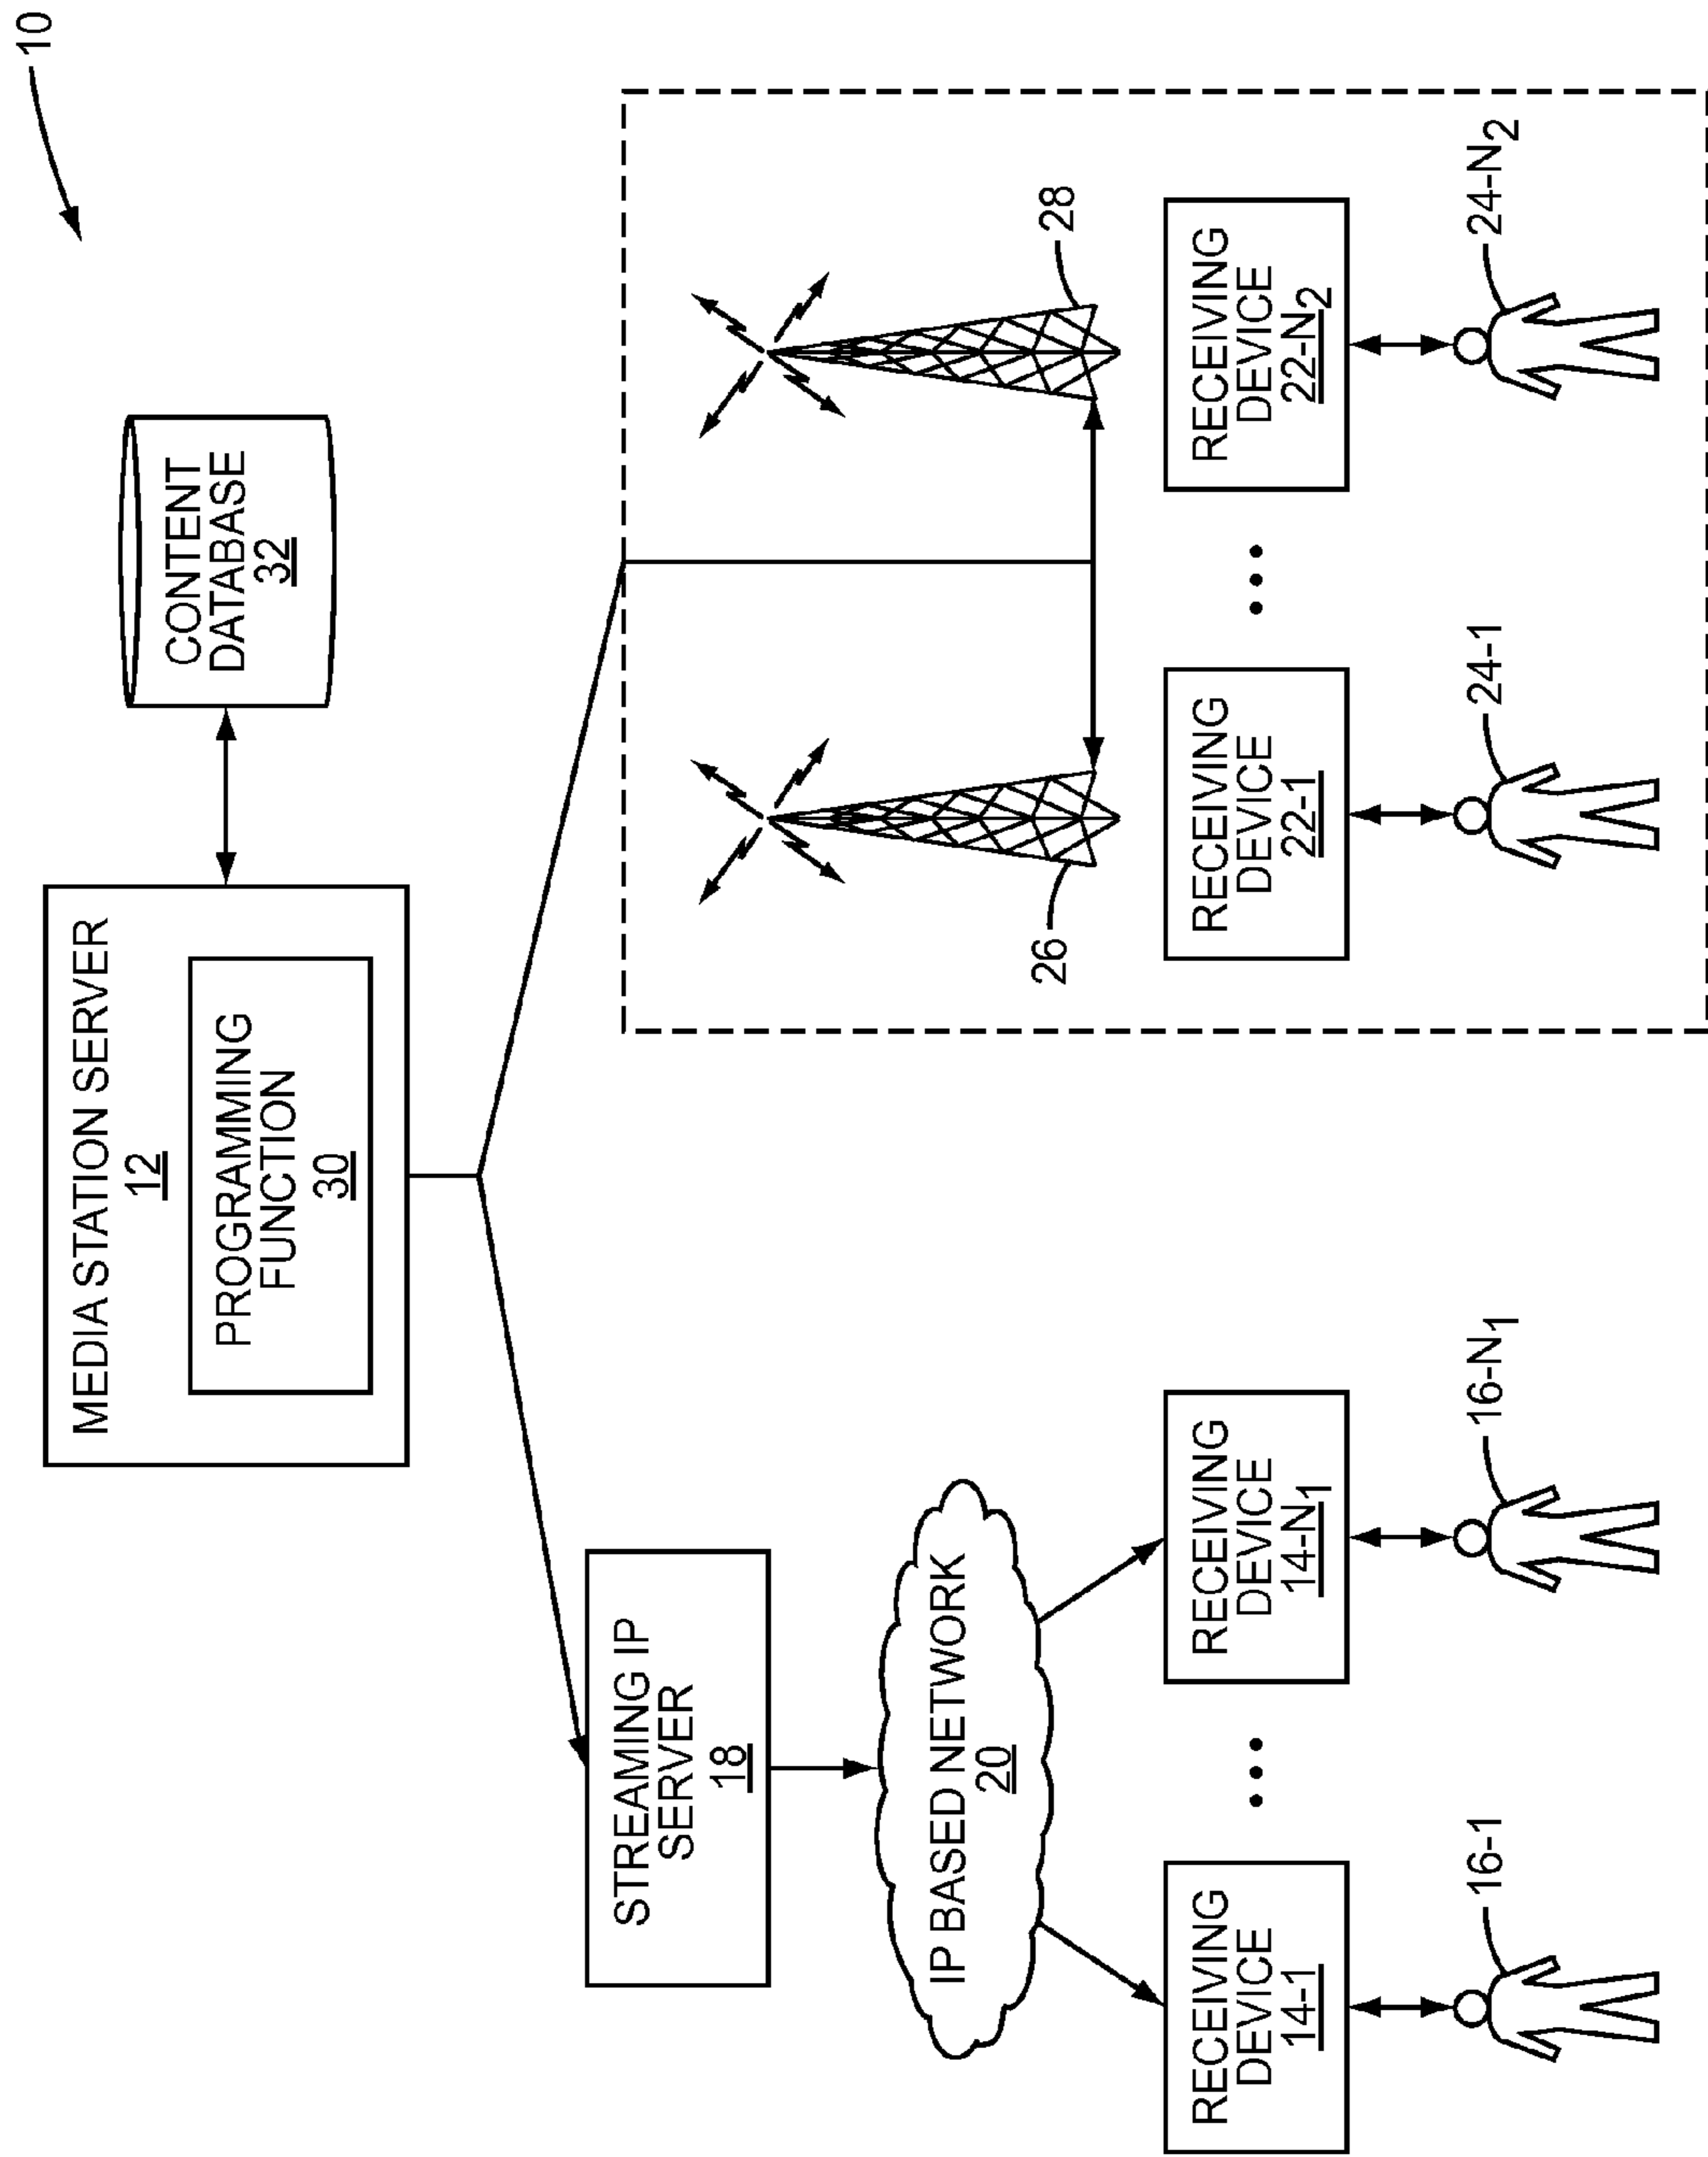 10
MEDIA STATION SERVER
12
PROGRAMMING
FUNCTION
30
CONTENT
DATABASE
32
STREAMING IP
SERVER
18
IP BASED NETWORK
20
26
28
RECEIVING
DEVICE
14-1
RECEIVING
DEVICE
14-N₁
RECEIVING
DEVICE
22-1
RECEIVING
DEVICE
22-N₂
16-1
16-N₁
24-1
24-N₂